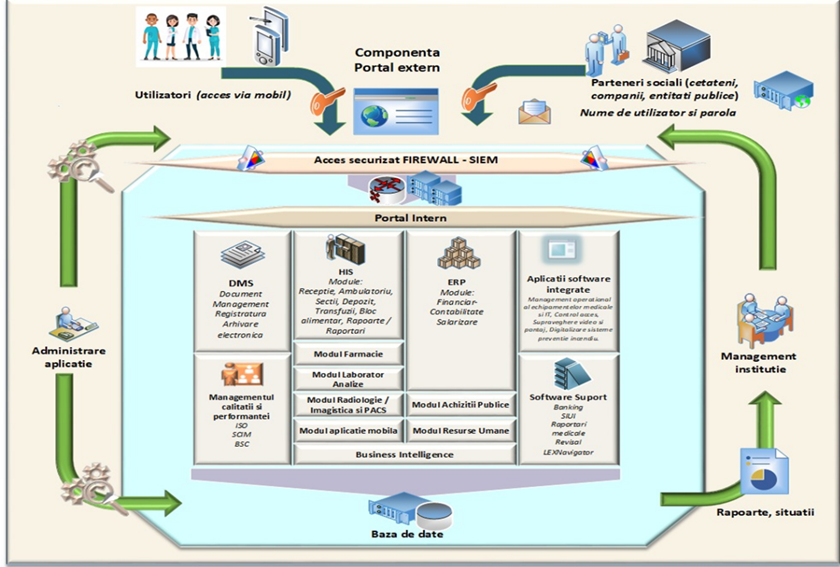 Componenta
Portal extern
Utilizatori (acces via mobil)
Parteneri sociali (cetateni,
companii, entitati publice)
Nume de utilizator si parola
Acces securizat FIREWALL - SIEM
Portal Intern
DMS
Document
Management
Registratura
Arhivare
electronica
HIS
Module:
Receptie, Ambulatoriu,
Sectii, Depozit,
Transfuzii, Bloc
alimentar, Rapoarte /
Raportari
ERP
Module:
Financiar-
Contabilitate
Salarizare
Aplicatii software
integrate
Management operational
al echipamentelor medicale
si IT, Control acces,
Supraveghere video si
pontaj, Digitalizare sisteme
preventie incendiu.
Modul Farmacie
Modul Laborator
Analize
Modul Radiologie /
Imagistica si PACS
Modul Achizitii Publice
Modul aplicatie mobila
Modul Resurse Umane
Business Intelligence
Managementul
calitatii si
performantei
ISO
SCIM
BSC
Software Suport
Banking
SIUI
Raportari
medicale
Revisal
LEXNavigator
Administrare
aplicatie
Management
institutie
Baza de date
Rapoarte, situatii